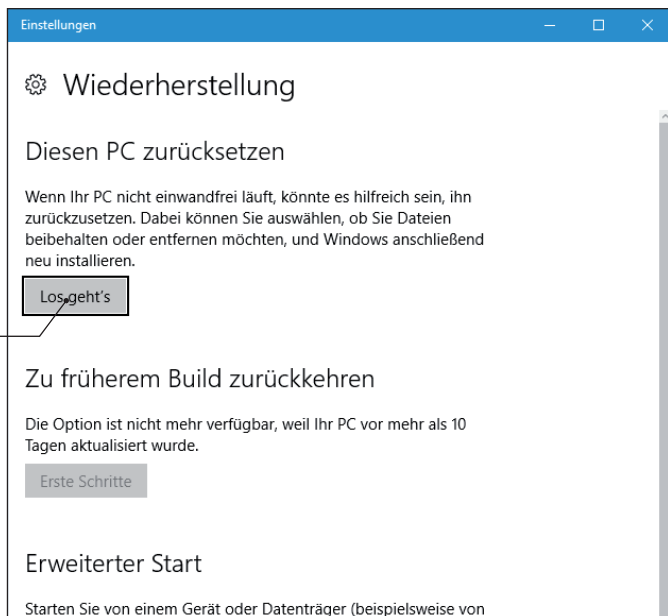 Einstellungen
Wiederherstellung
Diesen PC zurücksetzen
Wenn Ihr PC nicht einwandfrei läuft, könnte es hilfreich sein, ihn
zurückzusetzen. Dabei können Sie auswählen, ob Sie Dateien
beibehalten oder entfernen möchten, und Windows anschließend
neu installieren.
Los geht's
Zu früherem Build zurückkehren
Die Option ist nicht mehr verfügbar, weil Ihr PC vor mehr als 10
Tagen aktualisiert wurde.
Erste Schritte
Erweiterter Start
Starten Sie von einem Gerät oder Datenträger (beispielsweise von